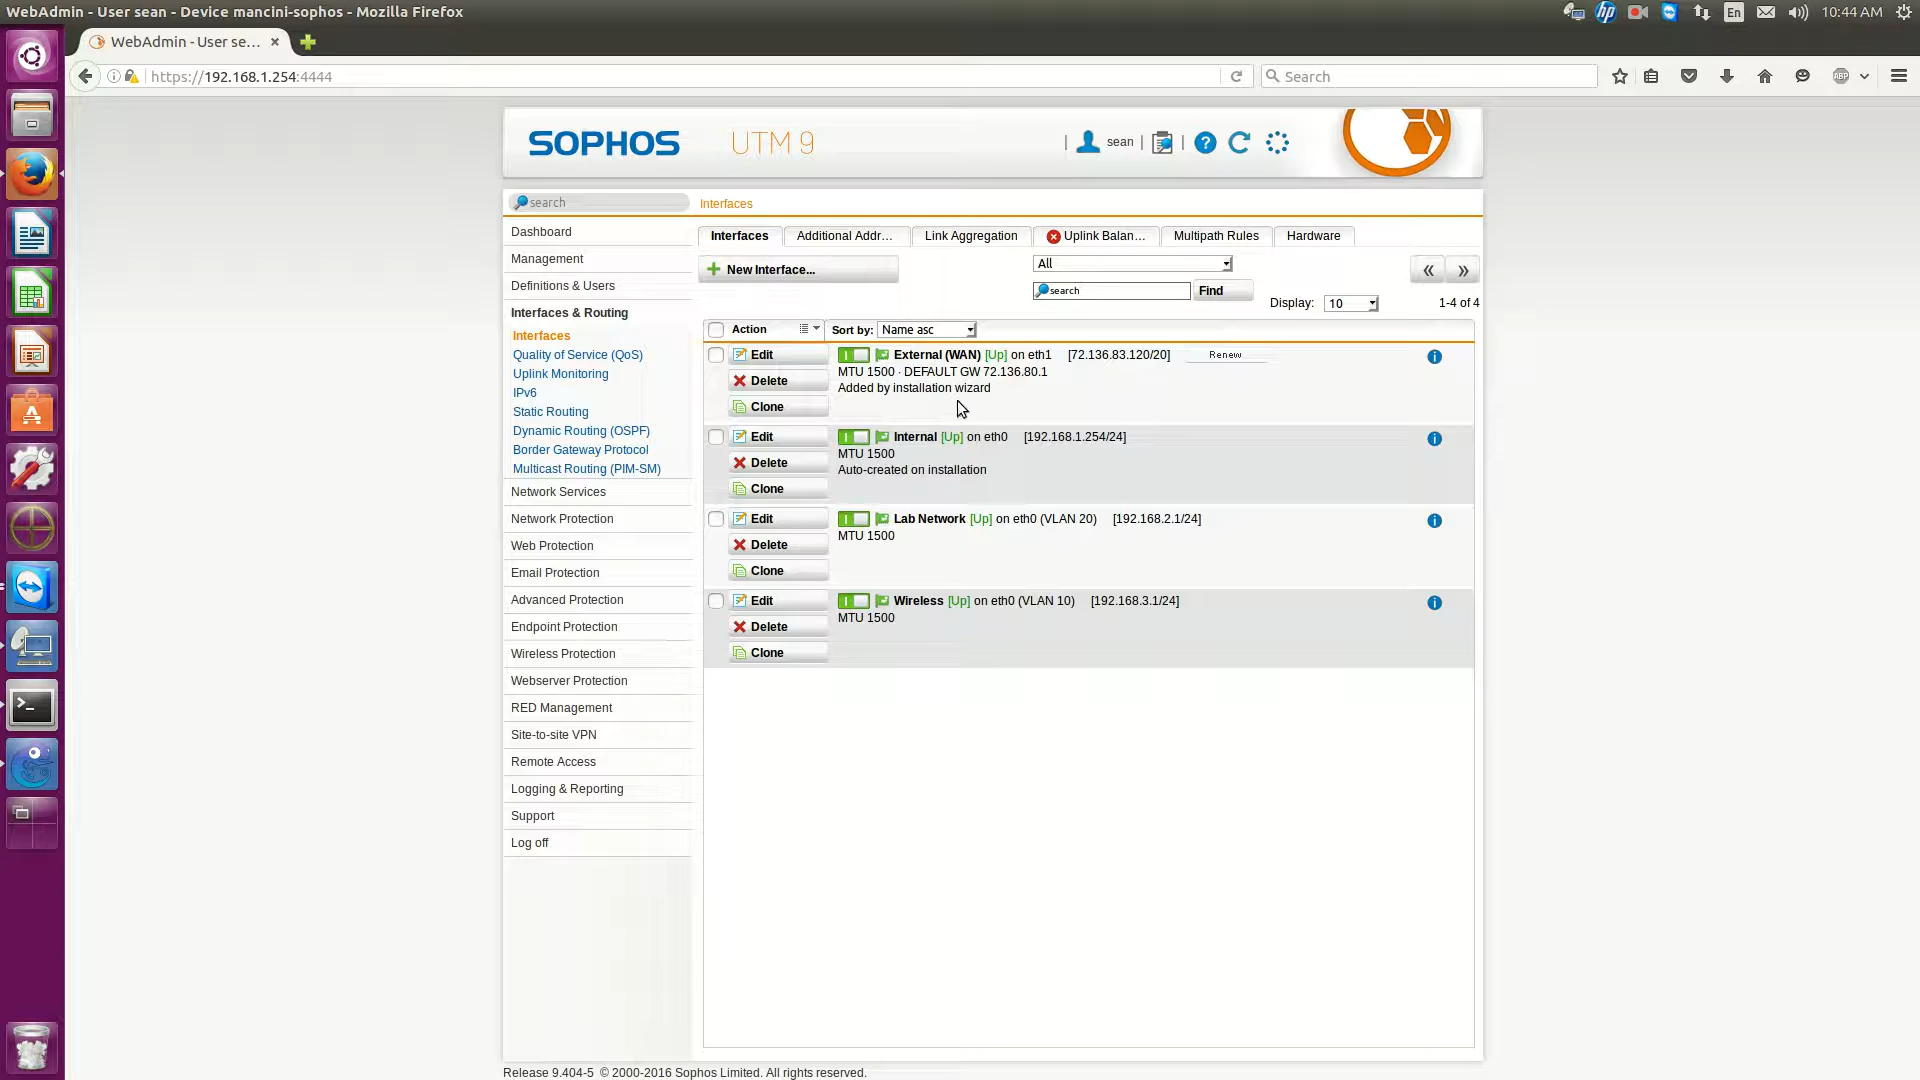 WebAdmin - User sean - Device mancini-sophos - Mozilla Firefox
En
10:44 AM
WebAdmin - User se...
https://192.168.1.254:4444
Search
ABP
SOPHOS UTM 9
| sean | |
search
Interfaces
Dashboard
Management
Definitions & Users
Interfaces & Routing
Interfaces
Quality of Service (QoS)
Uplink Monitoring
IPv6
Static Routing
Dynamic Routing (OSPF)
Border Gateway Protocol
Multicast Routing (PIM-SM)
Network Services
Network Protection
Web Protection
Email Protection
Advanced Protection
Endpoint Protection
Wireless Protection
Webserver Protection
RED Management
Site-to-site VPN
Remote Access
Logging & Reporting
Support
Log off
Interfaces
Additional Addr...
Link Aggregation
Uplink Balan...
Multipath Rules
Hardware
New Interface...
All
search
Find
Display: 10
1-4 of 4
Action
Sort by: Name asc
Edit
Delete
Clone
External (WAN) [Up] on eth1 [72.136.83.120/20] Renew
MTU 1500 · DEFAULT GW 72.136.80.1
Added by installation wizard
Edit
Delete
Clone
Internal [Up] on eth0 [192.168.1.254/24]
MTU 1500
Auto-created on installation
Edit
Delete
Clone
Lab Network [Up] on eth0 (VLAN 20) [192.168.2.1/24]
MTU 1500
Edit
Delete
Clone
Wireless [Up] on eth0 (VLAN 10) [192.168.3.1/24]
MTU 1500
Release 9.404-5 © 2000-2016 Sophos Limited. All rights reserved.